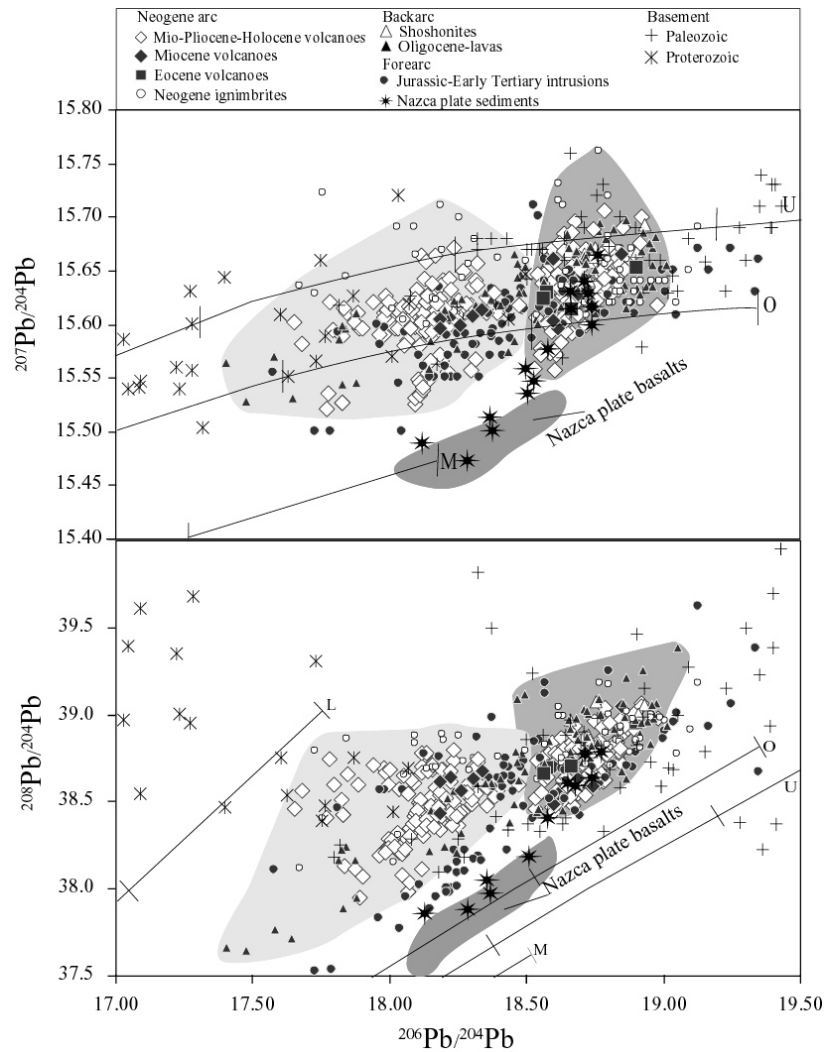 Neogene arc
Mio-Pliocene-Holocene volcanoes
Miocene volcanoes
Eocene volcanoes
Neogene ignimbrites
Backarc
Shoshonites
Oligocene-lavas
Forearc
Jurassic-Early Tertiary intrusions
Nazca plate sediments
Basement
Paleozoic
Proterozoic
15.80
15.70
15.65
15.60
15.55
15.50
15.45
15.40
207Pb/204Pb
U
O
Nazca plate basalts
M
39.5
39.0
38.5
38.0
37.5
208Pb/204Pb
L
O
U
Nazca plate basalts
M
17.00 17.50 18.00 18.50 19.00 19.50
206Pb/204Pb